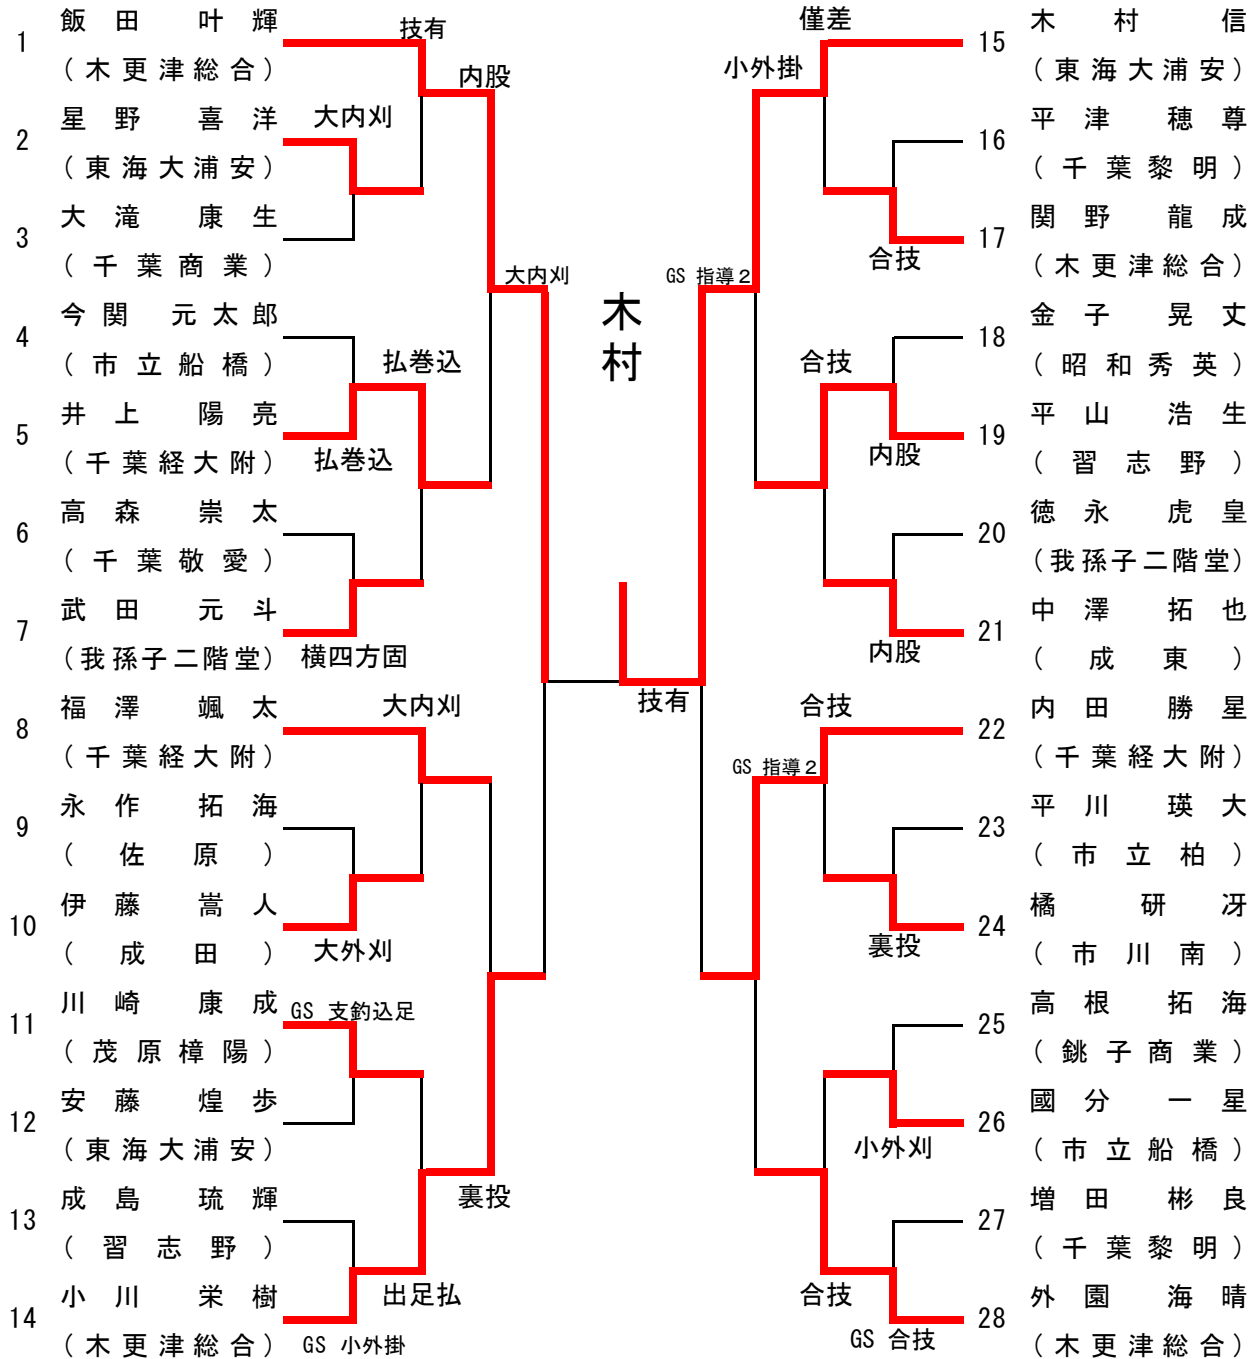 1 飯田 叶輝
(木更津総合)
2 星野 喜洋
(東海大浦安)
3 大滝 康生
(千葉商業)
4 今関 元太郎
(市立船橋)
5 井上 陽亮
(千葉経大附)
6 高森 崇太
(千葉敬愛)
7 武田 元斗
(我孫子二階堂)
8 福澤 颯太
(千葉経大附)
9 永作 拓海
(佐原)
10 伊藤 嵩人
(成田)
11 川崎 康成
(茂原樟陽)
12 安藤 煌歩
(東海大浦安)
13 成島 琉輝
(習志野)
14 小川 栄樹
(木更津総合)
技有
内股
大内刈
大内刈
払巻込
払巻込
横四方固
大内刈
大外刈
GS 支釣込足
裏投
出足払
GS 小外掛
木村
技有
僅差
小外掛
合技
GS 指導2
合技
内股
内股
合技
GS 指導2
裏投
小外刈
合技
GS 合技
15 木村 信
(東海大浦安)
16 平津 穂尊
(千葉黎明)
17 関野 龍成
(木更津総合)
18 金子 晃丈
(昭和秀英)
19 平山 浩生
(習志野)
20 徳永 虎皇
(我孫子二階堂)
21 中澤 拓也
(成東)
22 内田 勝星
(千葉経大附)
23 平川 瑛大
(市立柏)
24 橘 研冴
(市川南)
25 高根 拓海
(銚子商業)
26 國分 一星
(市立船橋)
27 増田 彬良
(千葉黎明)
28 外園 海晴
(木更津総合)